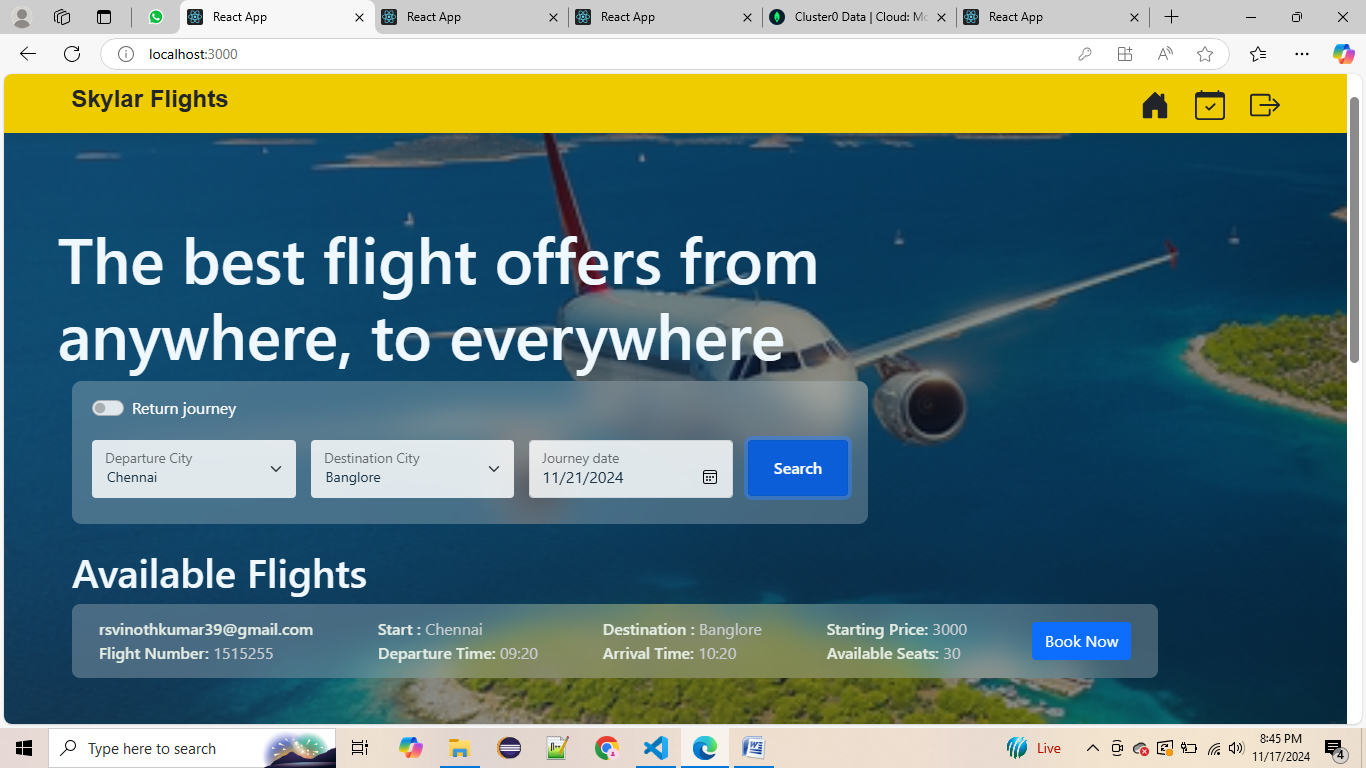 React App
React App
React App
Cluster0 Data | Cloud: Mo
React App
localhost:3000
Skylar Flights
The best flight offers from
anywhere, to everywhere
Return journey
Departure City
Chennai
Destination City
Banglore
Journey date
11/21/2024
Search
Available Flights
rsvinothkumar39@gmail.com
Flight Number: 1515255
Start : Chennai
Departure Time: 09:20
Destination : Banglore
Arrival Time: 10:20
Starting Price: 3000
Available Seats: 30
Book Now
Type here to search
Live
8:45 PM
11/17/2024
4